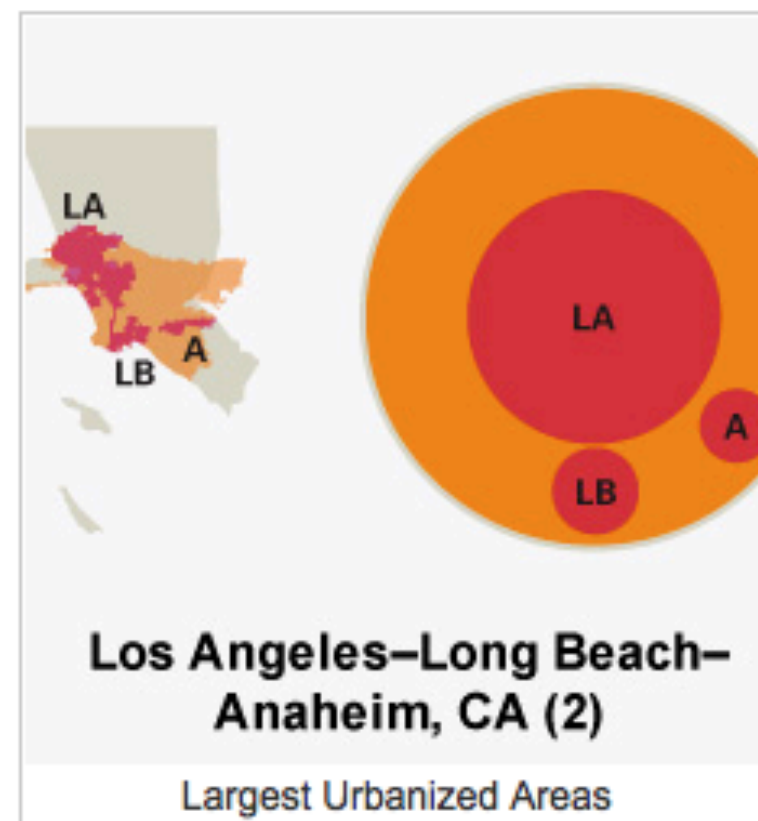 LA
LB
A
LA
A
LB
Los Angeles–Long Beach–
Anaheim, CA (2)
Largest Urbanized Areas